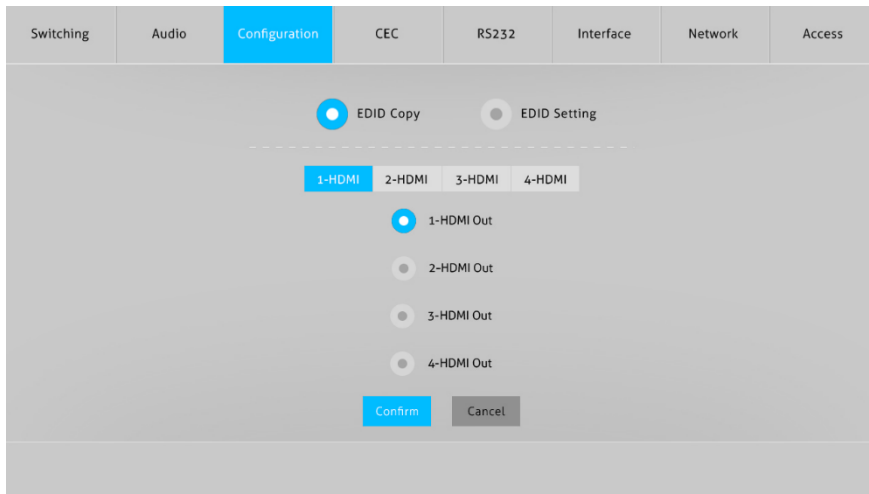 Switching Audio Configuration CEC RS232 Interface Network Access
EDID Copy EDID Setting
1-HDMI 2-HDMI 3-HDMI 4-HDMI
1-HDMI Out
2-HDMI Out
3-HDMI Out
4-HDMI Out
Confirm Cancel